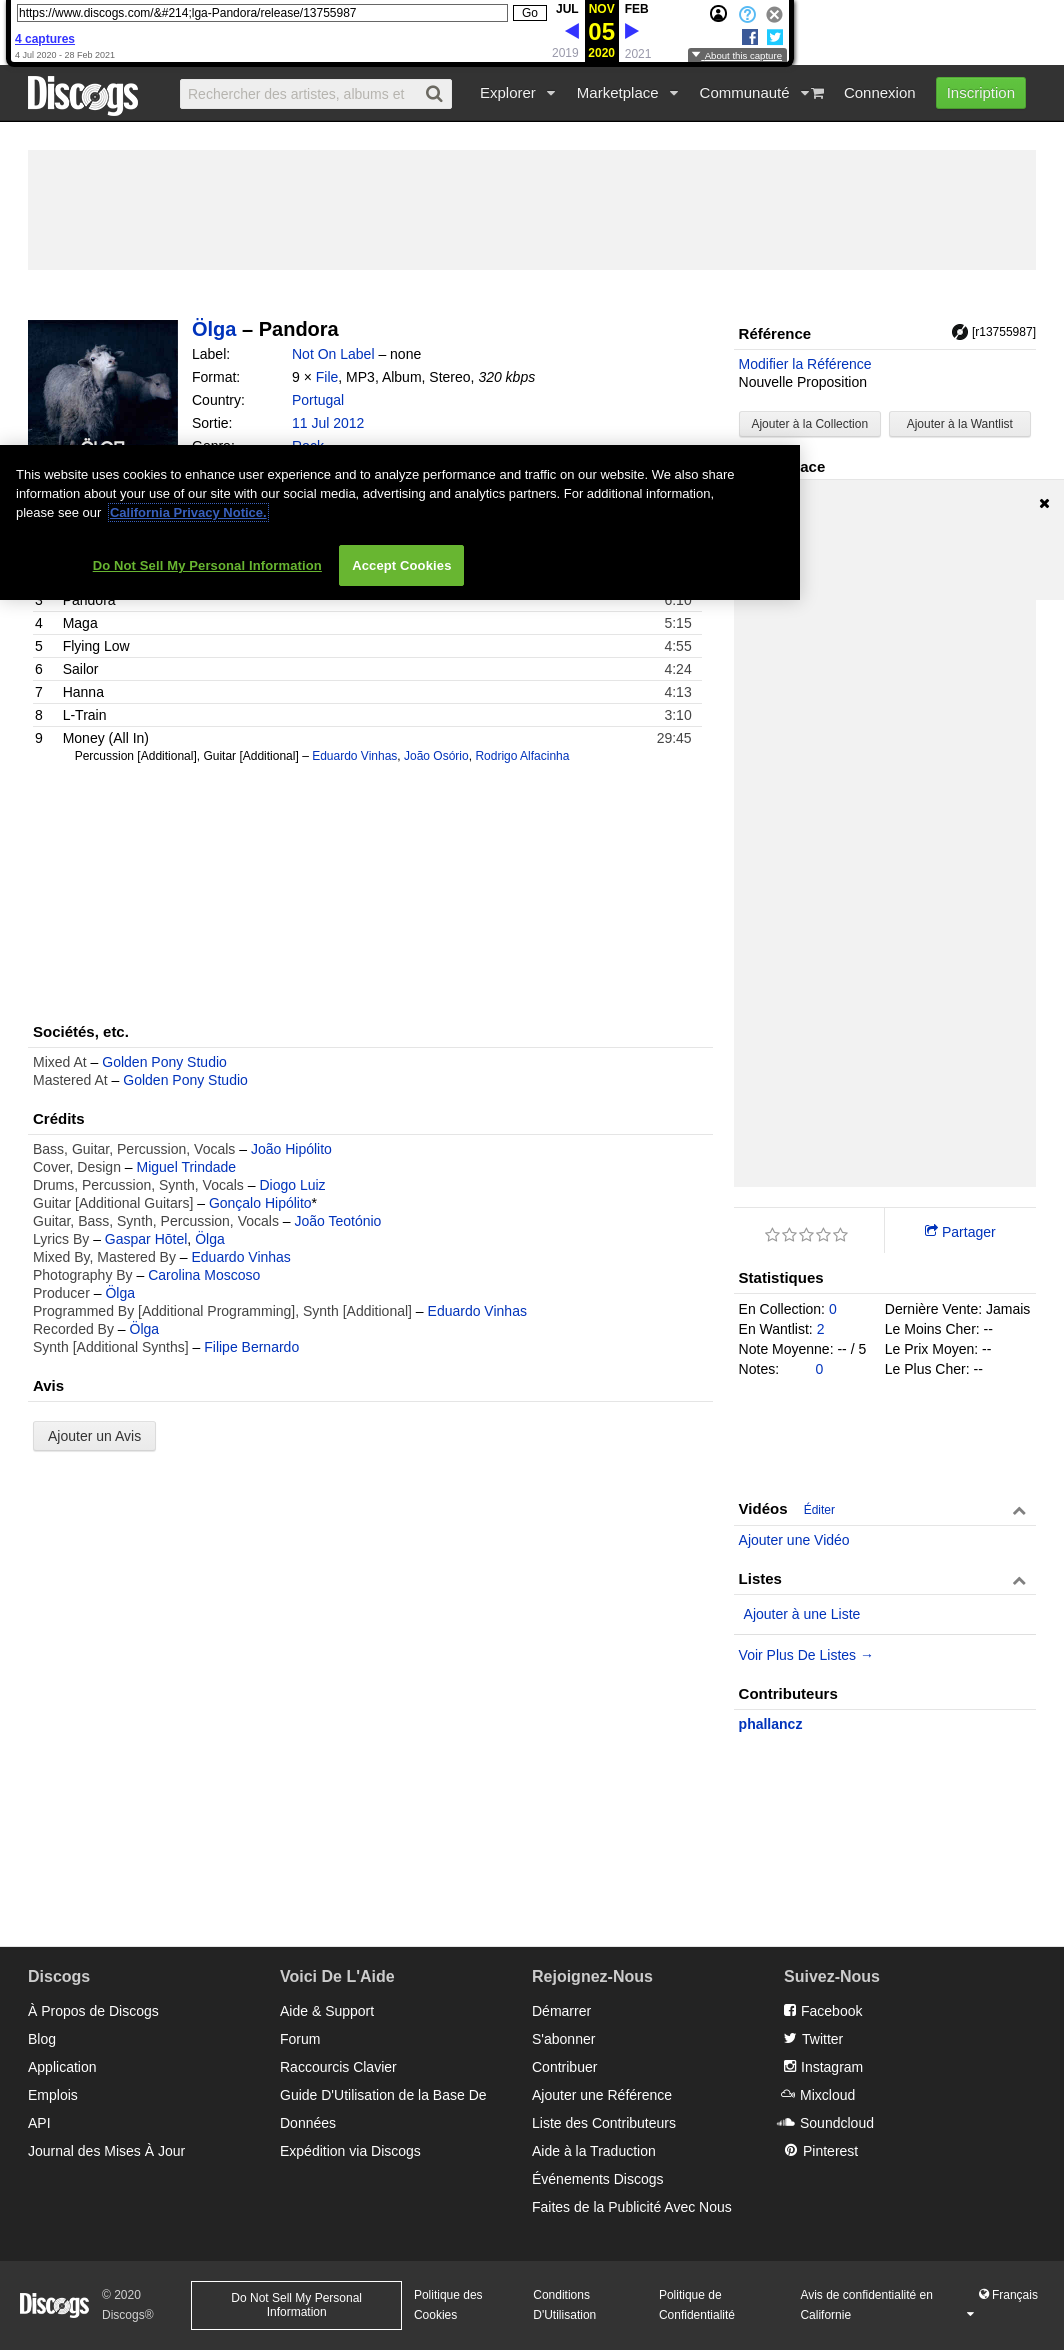 https://www.discogs.com/&#214;lga-Pandora/release/13755987
Go
JUL NOV FEB
05
2019 2020 2021
4 captures
4 Jul 2020 - 28 Feb 2021
About this capture
Discogs
Rechercher des artistes, albums et
Explorer Marketplace Communauté Connexion Inscription
Ölga – Pandora
Label: Not On Label – none
Format: 9 × File, MP3, Album, Stereo, 320 kbps
Country: Portugal
Sortie: 11 Jul 2012
Genre: Rock
ÖLGA
Référence [r13755987]
Modifier la Référence
Nouvelle Proposition
Ajouter à la Collection Ajouter à la Wantlist
ace
This website uses cookies to enhance user experience and to analyze performance and traffic on our website. We also share
information about your use of our site with our social media, advertising and analytics partners. For additional information,
please see our California Privacy Notice.
Do Not Sell My Personal Information Accept Cookies
3 Pandora 6:10
4 Maga 5:15
5 Flying Low 4:55
6 Sailor 4:24
7 Hanna 4:13
8 L-Train 3:10
9 Money (All In) 29:45
Percussion [Additional], Guitar [Additional] – Eduardo Vinhas, João Osório, Rodrigo Alfacinha
Sociétés, etc.
Mixed At – Golden Pony Studio
Mastered At – Golden Pony Studio
Crédits
Bass, Guitar, Percussion, Vocals – João Hipólito
Cover, Design – Miguel Trindade
Drums, Percussion, Synth, Vocals – Diogo Luiz
Guitar [Additional Guitars] – Gonçalo Hipólito*
Guitar, Bass, Synth, Percussion, Vocals – João Teotónio
Lyrics By – Gaspar Hōtel, Ölga
Mixed By, Mastered By – Eduardo Vinhas
Photography By – Carolina Moscoso
Producer – Ölga
Programmed By [Additional Programming], Synth [Additional] – Eduardo Vinhas
Recorded By – Ölga
Synth [Additional Synths] – Filipe Bernardo
Avis
Ajouter un Avis
Partager
Statistiques
En Collection: 0
En Wantlist: 2
Note Moyenne: -- / 5
Notes: 0
Dernière Vente: Jamais
Le Moins Cher: --
Le Prix Moyen: --
Le Plus Cher: --
Vidéos Éditer
Ajouter une Vidéo
Listes
Ajouter à une Liste
Voir Plus De Listes →
Contributeurs
phallancz
Discogs
À Propos de Discogs
Blog
Application
Emplois
API
Journal des Mises À Jour
Voici De L'Aide
Aide & Support
Forum
Raccourcis Clavier
Guide D'Utilisation de la Base De
Données
Expédition via Discogs
Rejoignez-Nous
Démarrer
S'abonner
Contribuer
Ajouter une Référence
Liste des Contributeurs
Aide à la Traduction
Événements Discogs
Faites de la Publicité Avec Nous
Suivez-Nous
Facebook
Twitter
Instagram
Mixcloud
Soundcloud
Pinterest
Discogs
© 2020
Discogs®
Do Not Sell My Personal
Information
Politique des
Cookies
Conditions
D'Utilisation
Politique de
Confidentialité
Avis de confidentialité en
Californie
Français